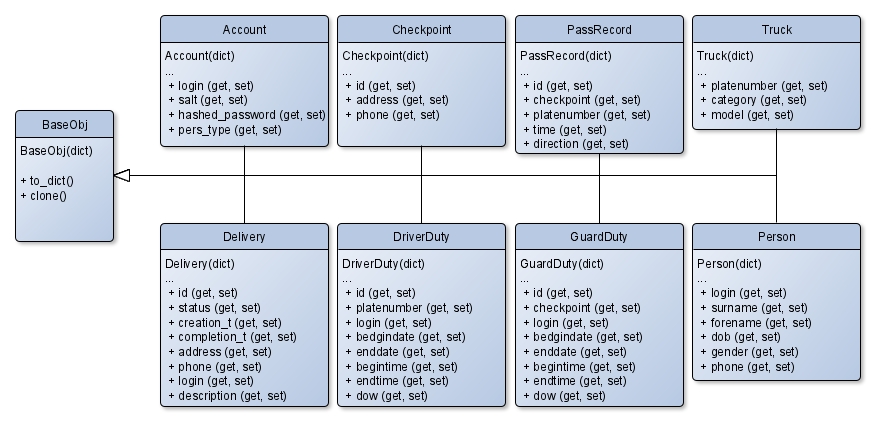 BaseObj
BaseObj(dict)
+ to_dict()
+ clone()
Account
Account(dict)
...
+ login (get, set)
+ salt (get, set)
+ hashed_password (get, set)
+ pers_type (get, set)
Checkpoint
Checkpoint(dict)
...
+ id (get, set)
+ address (get, set)
+ phone (get, set)
PassRecord
PassRecord(dict)
...
+ id (get, set)
+ checkpoint (get, set)
+ platenumber (get, set)
+ time (get, set)
+ direction (get, set)
Truck
Truck(dict)
...
+ platenumber (get, set)
+ category (get, set)
+ model (get, set)
Delivery
Delivery(dict)
...
+ id (get, set)
+ status (get, set)
+ creation_t (get, set)
+ completion_t (get, set)
+ address (get, set)
+ phone (get, set)
+ login (get, set)
+ description (get, set)
DriverDuty
DriverDuty(dict)
...
+ id (get, set)
+ platenumber (get, set)
+ login (get, set)
+ bedgindate (get, set)
+ enddate (get, set)
+ begintime (get, set)
+ endtime (get, set)
+ dow (get, set)
GuardDuty
GuardDuty(dict)
...
+ id (get, set)
+ checkpoint (get, set)
+ login (get, set)
+ bedgindate (get, set)
+ enddate (get, set)
+ begintime (get, set)
+ endtime (get, set)
+ dow (get, set)
Person
Person(dict)
...
+ login (get, set)
+ surname (get, set)
+ forename (get, set)
+ dob (get, set)
+ gender (get, set)
+ phone (get, set)